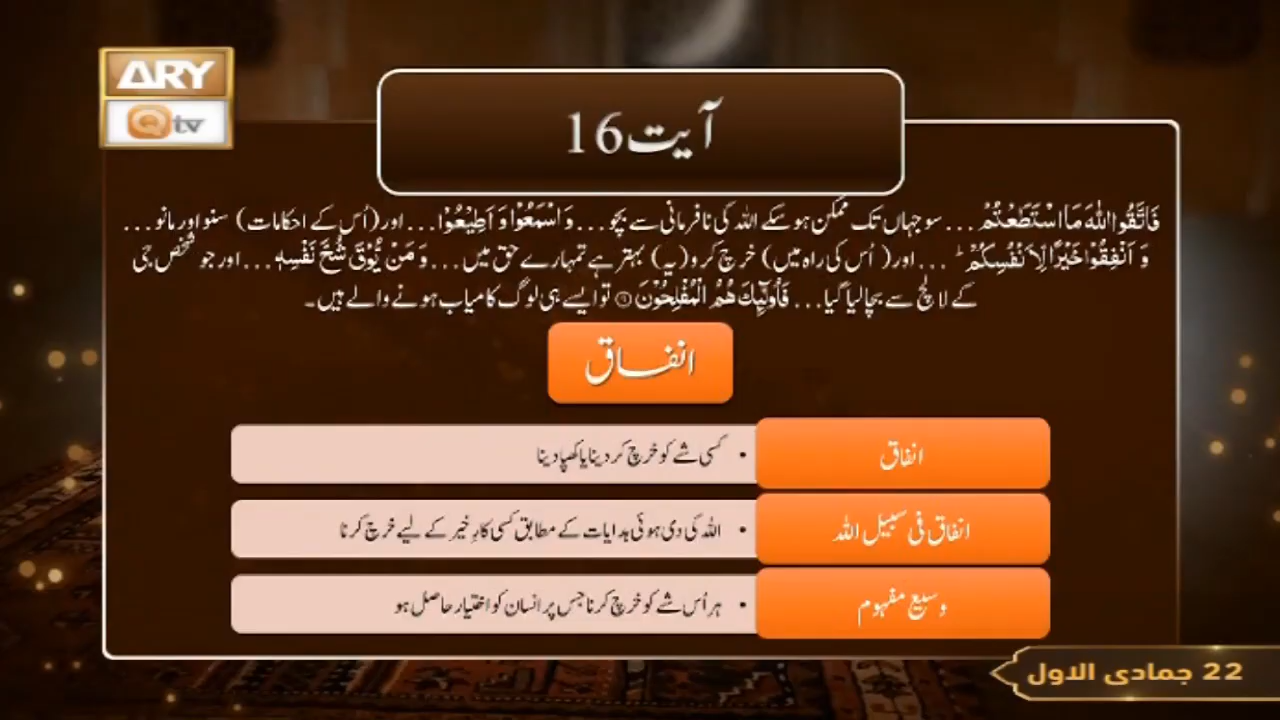 ARY
Qtv
آیت 16
فَاتَّقُوا اللّٰهَ مَا اسْتَطَعْتُمْ... سو جہاں تک ممکن ہو سکے اللہ کی نافرمانی سے بچو... وَ اسْمَعُوْا وَ اَطِیْعُوْا... اور (اُس کے احکامات) سنو اور مانو...
وَ اَنْفِقُوْا خَیْرًا لِّاَنْفُسِكُمْ ؕ... اور (اُس کی راہ میں) خرچ کرو (یہ) بہتر ہے تمہارے حق میں... وَ مَنْ یُّوْقَ شُحَّ نَفْسِهٖ... اور جو شخص جی
کے لالچ سے بچالیا گیا... فَاُولٰٓىِٕكَ هُمُ الْمُفْلِحُوْنَ۝ تو ایسے ہی لوگ کامیاب ہونے والے ہیں۔
انفاق
انفاق • کسی شے کو خرچ کر دینا یا کھپا دینا
انفاق فی سبیل اللہ • اللہ کی دی ہوئی ہدایات کے مطابق کسی کارِ خیر کے لیے خرچ کرنا
وسیع مفہوم • ہر اُس شے کو خرچ کرنا جس پر انسان کو اختیار حاصل ہو
22 جمادی الاول